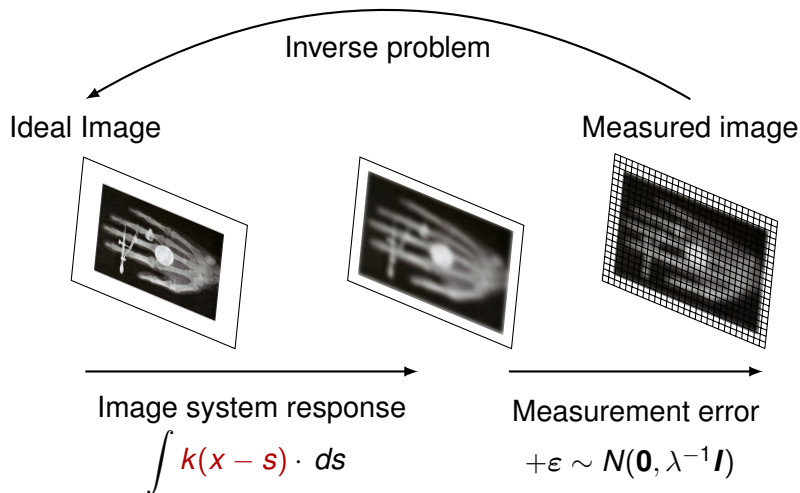 Inverse problem
Ideal Image
Measured image
Image system response
∫ k(x − s) · ds
Measurement error
+ε ∼ N(0, λ⁻¹I)